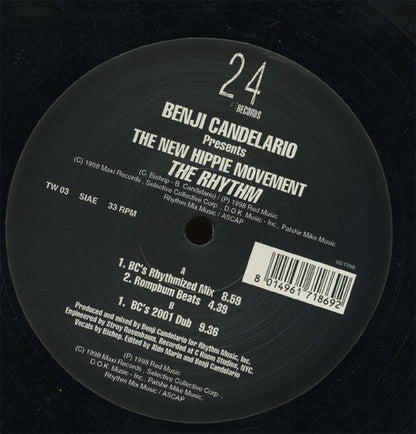 24
RECORDS
BENJI CANDELARIO
Presents
THE NEW HIPPIE MOVEMENT
THE RHYTHM
(C. Bishop - B. Candelario) / (P) 1998 Red Music
(C) 1998 Maxi Records , Selective Collective Corp. , D.O.K. Music - Inc , Patshir Mike Music
Rhythm Mix Music / ASCAP
TW 03
SIAE
33 RPM
02/1998
A
1. BC's Rhythmized Mix 8.59
2. Rompbum Beats 4.39
B
1. BC's 2001 Dub 9.36
8 014961 718692
Produced and mixed by Benji Candelario for Rhythm Music, Inc.
Engineered by Stroy Rosenbaum. Recorded at C Room Studios, NYC.
Vocals by Bishop. Edited by Aldo Marin and Benji Candelario
(P) 1998 Red Music
(C) 1998 Maxi Records , Selective Collective Corp. ,
D.O.K. Music - Inc, Patshir Mike Music,
Rhythm Mix Music / ASCAP